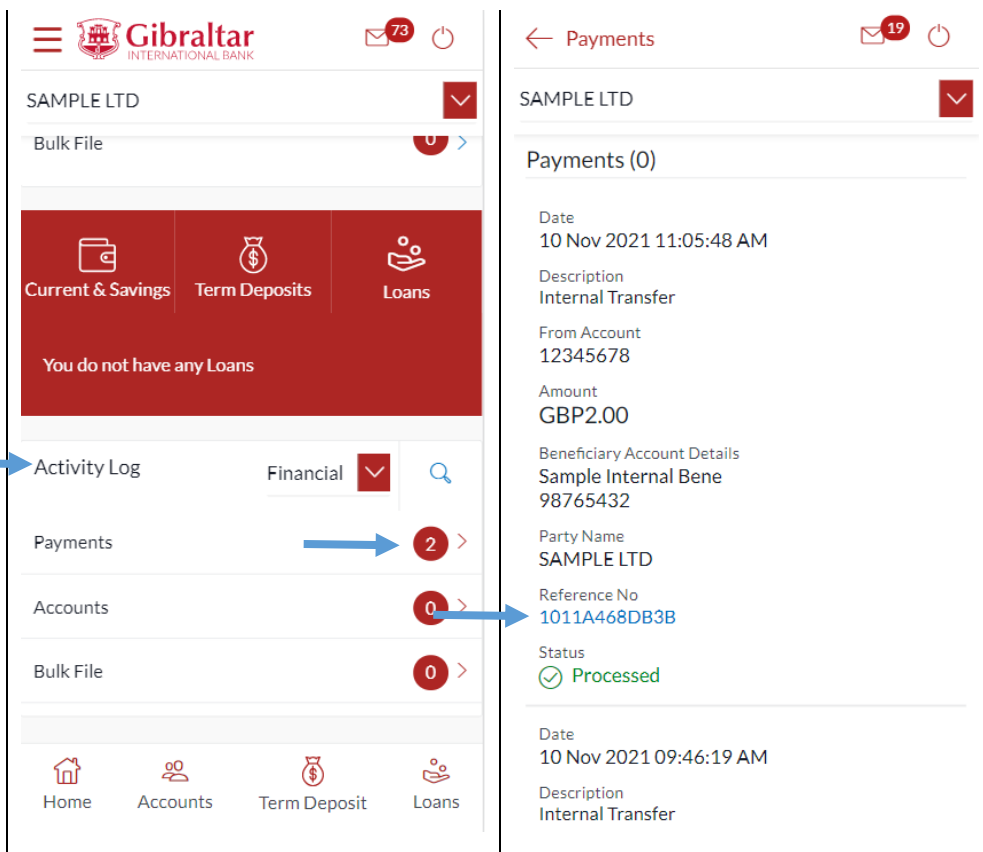 Gibraltar
INTERNATIONAL BANK
73
SAMPLE LTD
Bulk File
0
Current & Savings
Term Deposits
Loans
You do not have any Loans
Activity Log
Financial
Payments
2
Accounts
0
Bulk File
0
Home
Accounts
Term Deposit
Loans
Payments
19
SAMPLE LTD
Payments (0)
Date
10 Nov 2021 11:05:48 AM
Description
Internal Transfer
From Account
12345678
Amount
GBP2.00
Beneficiary Account Details
Sample Internal Bene
98765432
Party Name
SAMPLE LTD
Reference No
1011A468DB3B
Status
Processed
Date
10 Nov 2021 09:46:19 AM
Description
Internal Transfer